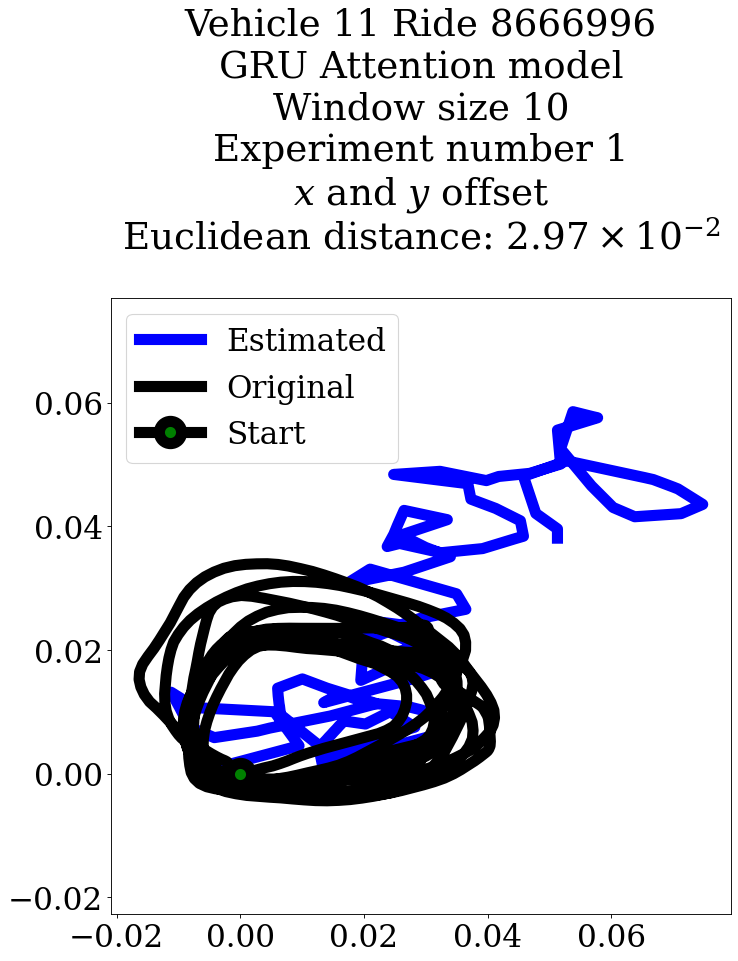 Vehicle 11 Ride 8666996
GRU Attention model
Window size 10
Experiment number 1
x and y offset
Euclidean distance: 2.97 × 10⁻²
Estimated
Original
Start
0.06
0.04
0.02
0.00
−0.02
−0.02 0.00 0.02 0.04 0.06